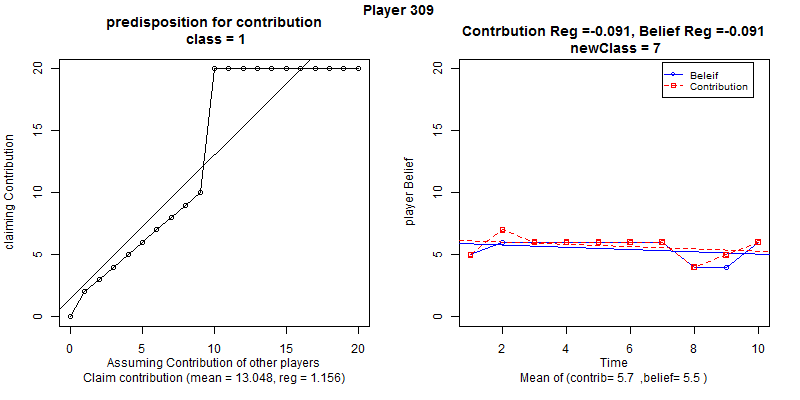 Player 309
predisposition for contribution
class = 1
claiming Contribution
20
15
10
5
0
0 5 10 15 20
Assuming Contribution of other players
Claim contribution (mean = 13.048, reg = 1.156)
Contrbution Reg =-0.091, Belief Reg =-0.091
newClass = 7
Beleif
Contribution
player Belief
20
15
10
5
0
2 4 6 8 10
Time
Mean of (contrib= 5.7 ,belief= 5.5 )